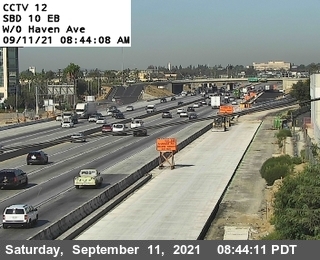 CCTV 12
SBD 10 EB
W/O Haven Ave
09/11/21 08:44:08 AM
Saturday, September 11, 2021 08:44:11 PDT